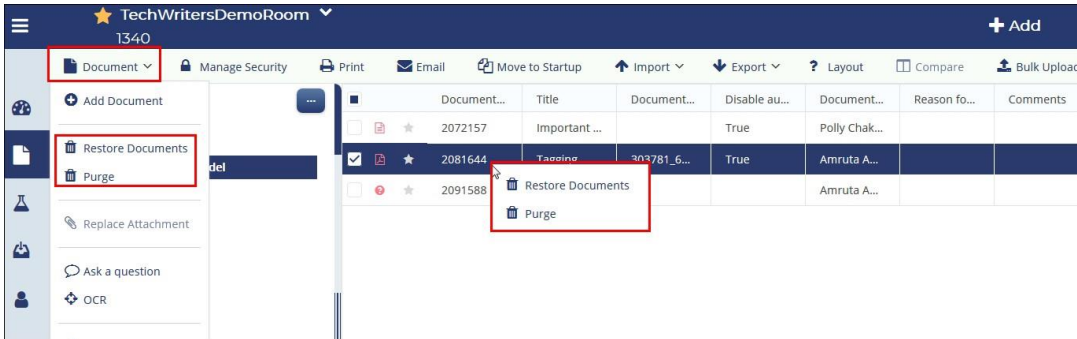 TechWritersDemoRoom
1340
Add
Document Manage Security Print Email Move to Startup Import Export ? Layout Compare Bulk Upload
Add Document
...
Document... Title Document... Disable au... Document... Reason fo... Comments
2072157 Important ... True Polly Chak...
Restore Documents
del
2081644 Tagging 303781_6... True Amruta A...
Purge
2091588 Amruta A...
Restore Documents
Purge
Replace Attachment
Ask a question
OCR